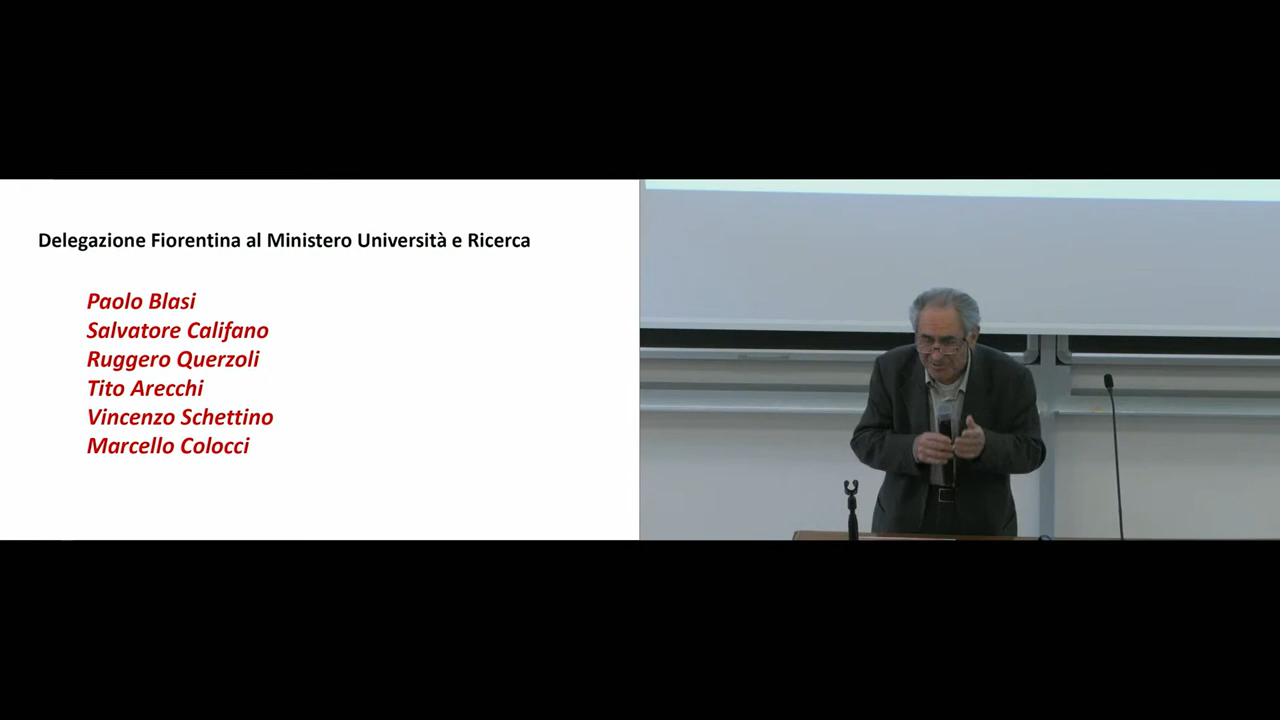 Delegazione Fiorentina al Ministero Università e Ricerca
Paolo Blasi
Salvatore Califano
Ruggero Querzoli
Tito Arecchi
Vincenzo Schettino
Marcello Colocci